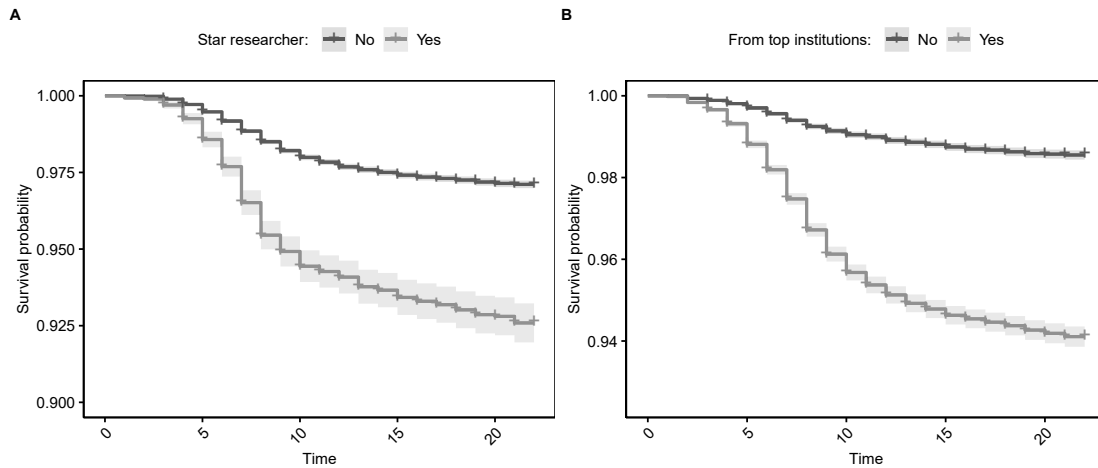 A
Star researcher: No Yes
1.000
0.975
0.950
0.925
0.900
Survival probability
0 5 10 15 20
Time
B
From top institutions: No Yes
1.00
0.98
0.96
0.94
Survival probability
0 5 10 15 20
Time